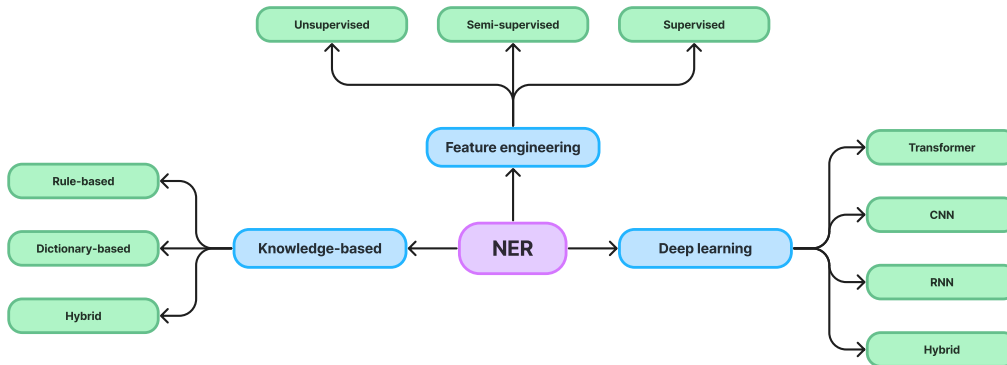 Unsupervised
Semi-supervised
Supervised
Feature engineering
Transformer
Rule-based
CNN
Dictionary-based
Knowledge-based
NER
Deep learning
RNN
Hybrid
Hybrid